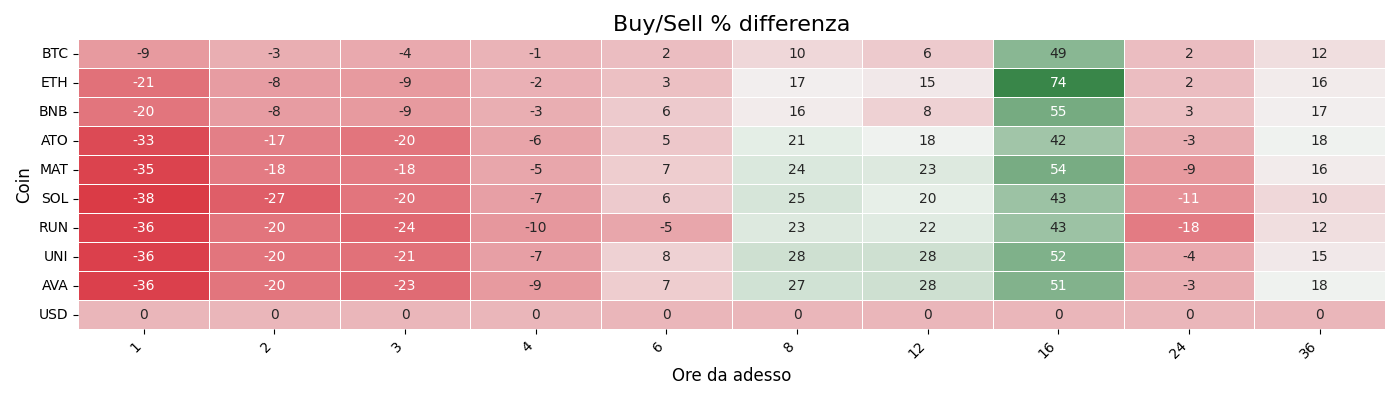 Buy/Sell % differenza
Coin
BTC -9 -3 -4 -1 2 10 6 49 2 12
ETH -21 -8 -9 -2 3 17 15 74 2 16
BNB -20 -8 -9 -3 6 16 8 55 3 17
ATO -33 -17 -20 -6 5 21 18 42 -3 18
MAT -35 -18 -18 -5 7 24 23 54 -9 16
SOL -38 -27 -20 -7 6 25 20 43 -11 10
RUN -36 -20 -24 -10 -5 23 22 43 -18 12
UNI -36 -20 -21 -7 8 28 28 52 -4 15
AVA -36 -20 -23 -9 7 27 28 51 -3 18
USD 0 0 0 0 0 0 0 0 0 0
1 2 3 4 6 8 12 16 24 36
Ore da adesso